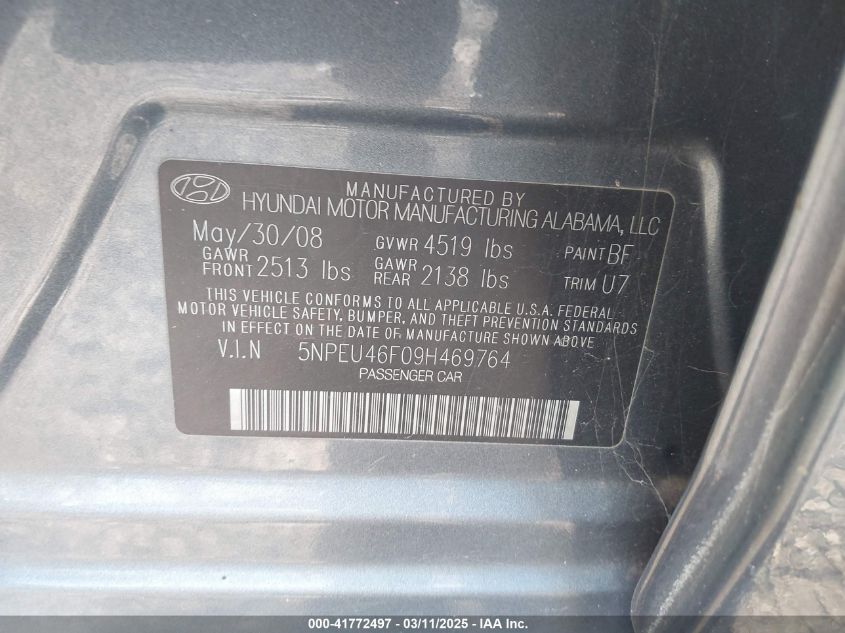 MANUFACTURED BY
HYUNDAI MOTOR MANUFACTURING ALABAMA, LLC
May/30/08 GVWR 4519 lbs PAINT BF
GAWR FRONT 2513 lbs GAWR REAR 2138 lbs TRIM U7
THIS VEHICLE CONFORMS TO ALL APPLICABLE U.S.A. FEDERAL
MOTOR VEHICLE SAFETY, BUMPER, AND THEFT PREVENTION STANDARDS
IN EFFECT ON THE DATE OF MANUFACTURE SHOWN ABOVE
V.I.N 5NPEU46F09H469764
PASSENGER CAR
000-41772497 - 03/11/2025 - IAA Inc.